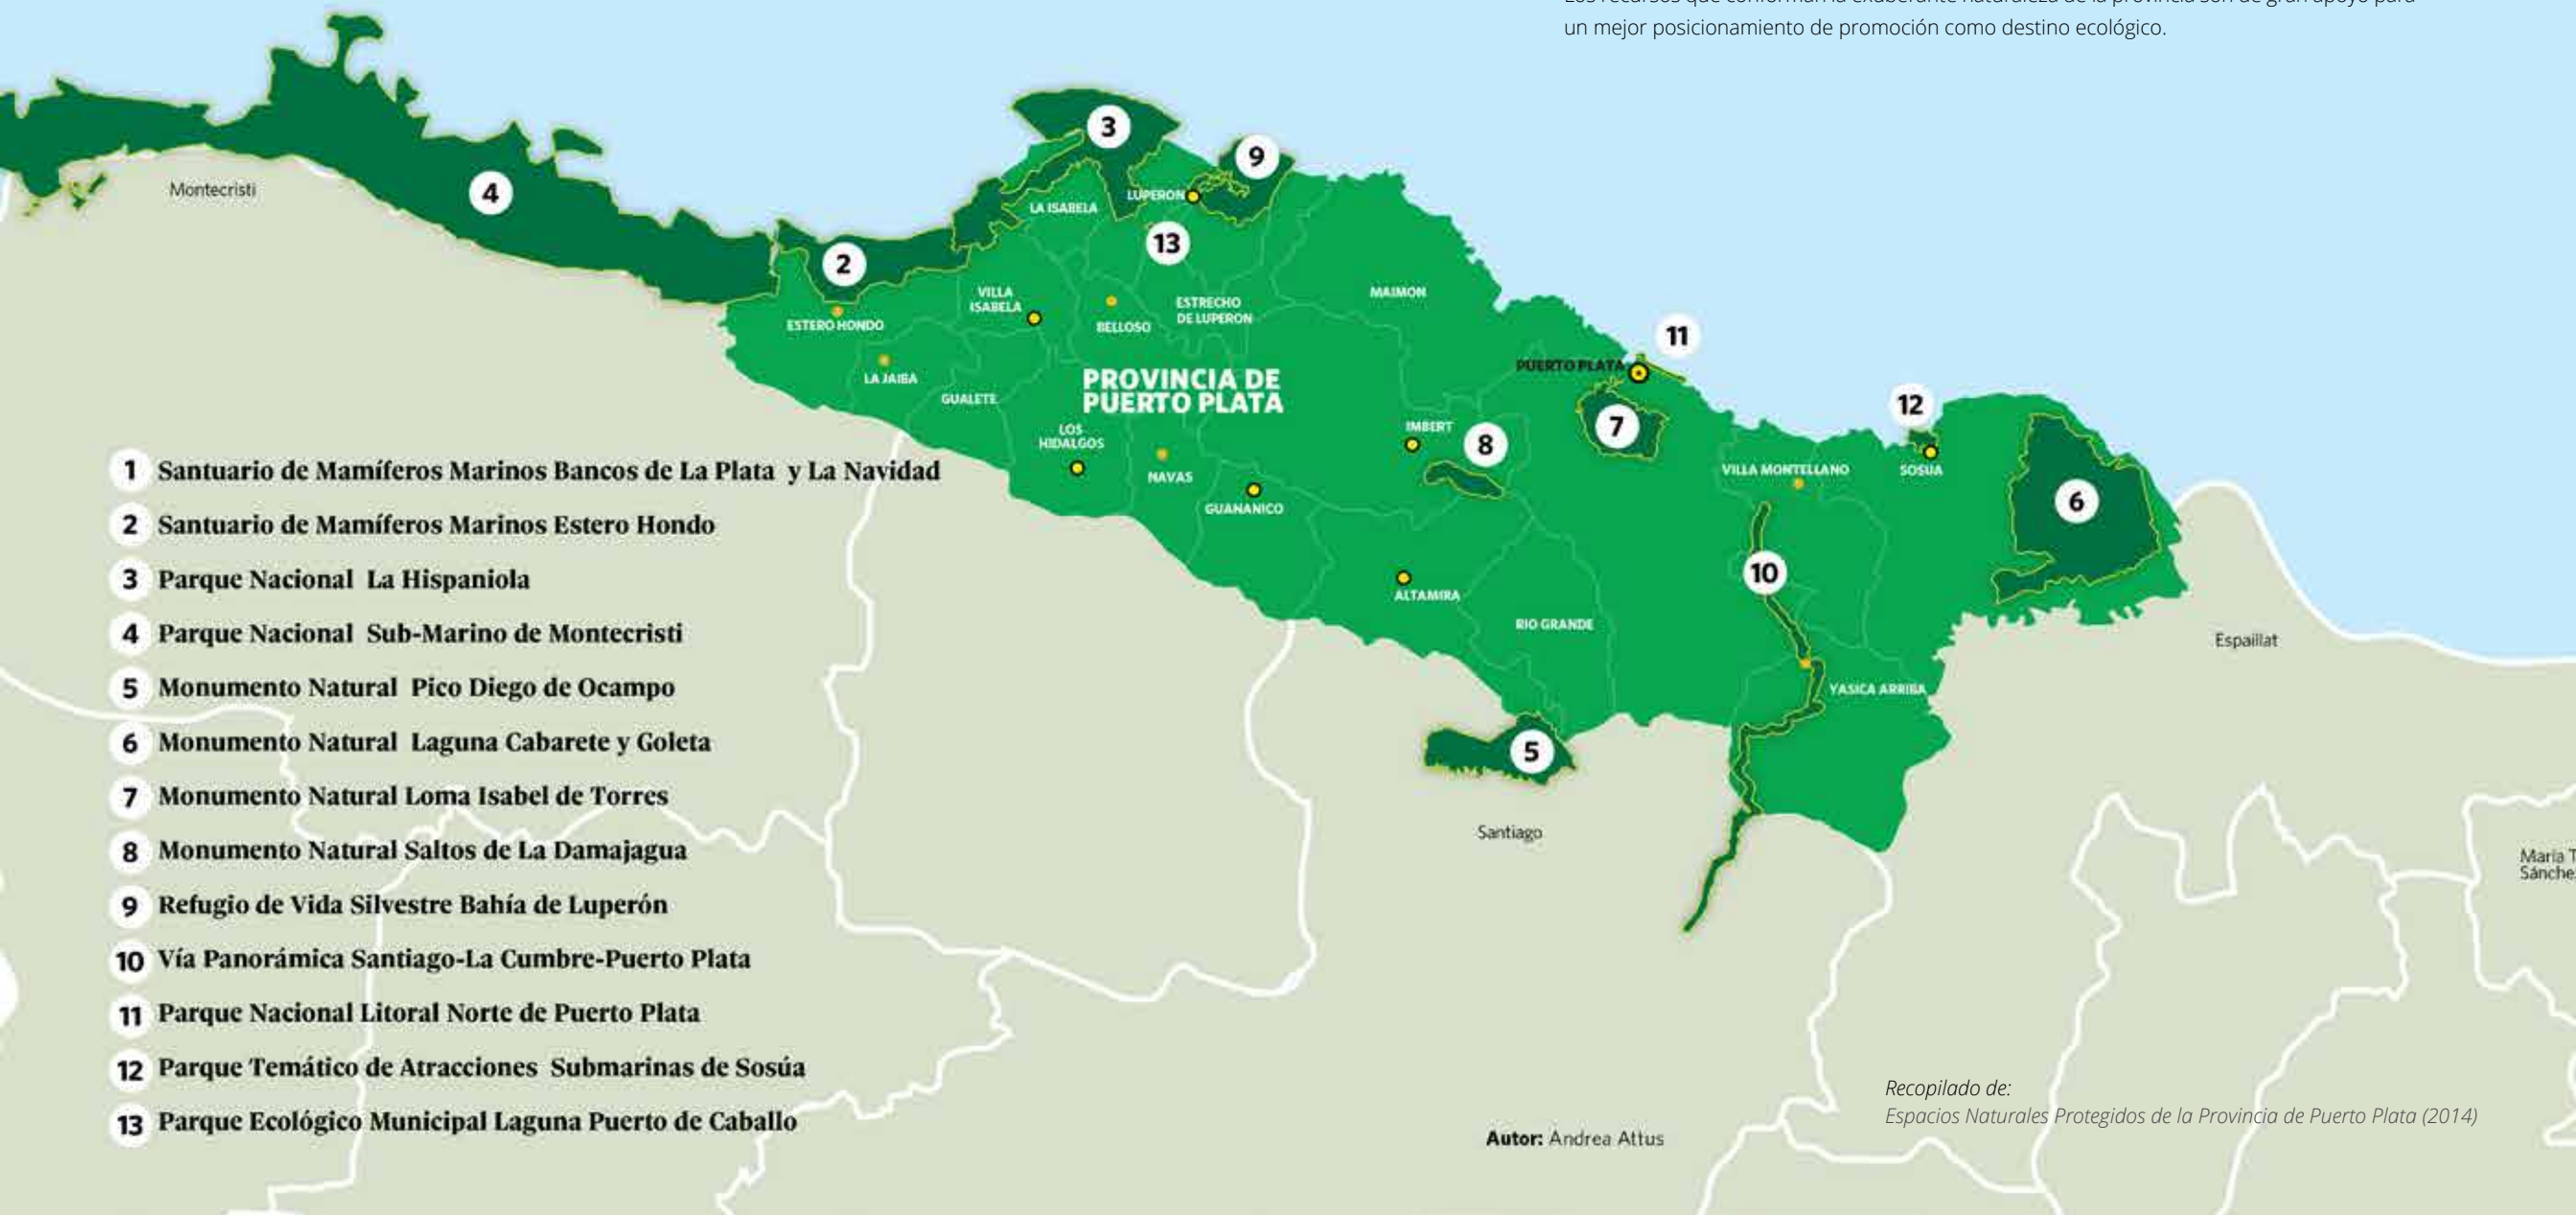 un mejor posicionamiento de promoción como destino ecológico.
3
9
4
Montecristi
LUPERON
LA ISABELA
13
2
VILLA
ISABELA
MAIMON
ESTRECHO
DE LUPERON
ESTERO HONDO
BELLOSO
11
PUERTO PLATA
LA JAIBA
PROVINCIA DE
PUERTO PLATA
GUALETE
12
LOS
HIDALGOS
IMBERT
8
7
NAVAS
VILLA MONTELLANO
SOSUA
6
GUANANICO
10
ALTAMIRA
RIO GRANDE
Espaillat
YASICA ARRIBA
5
Santiago
María T
Sánche
1 Santuario de Mamíferos Marinos Bancos de La Plata y La Navidad
2 Santuario de Mamíferos Marinos Estero Hondo
3 Parque Nacional La Hispaniola
4 Parque Nacional Sub-Marino de Montecristi
5 Monumento Natural Pico Diego de Ocampo
6 Monumento Natural Laguna Cabarete y Goleta
7 Monumento Natural Loma Isabel de Torres
8 Monumento Natural Saltos de La Damajagua
9 Refugio de Vida Silvestre Bahía de Luperón
10 Vía Panorámica Santiago-La Cumbre-Puerto Plata
11 Parque Nacional Litoral Norte de Puerto Plata
12 Parque Temático de Atracciones Submarinas de Sosúa
13 Parque Ecológico Municipal Laguna Puerto de Caballo
Recopilado de:
Espacios Naturales Protegidos de la Provincia de Puerto Plata (2014)
Autor: Andrea Attus